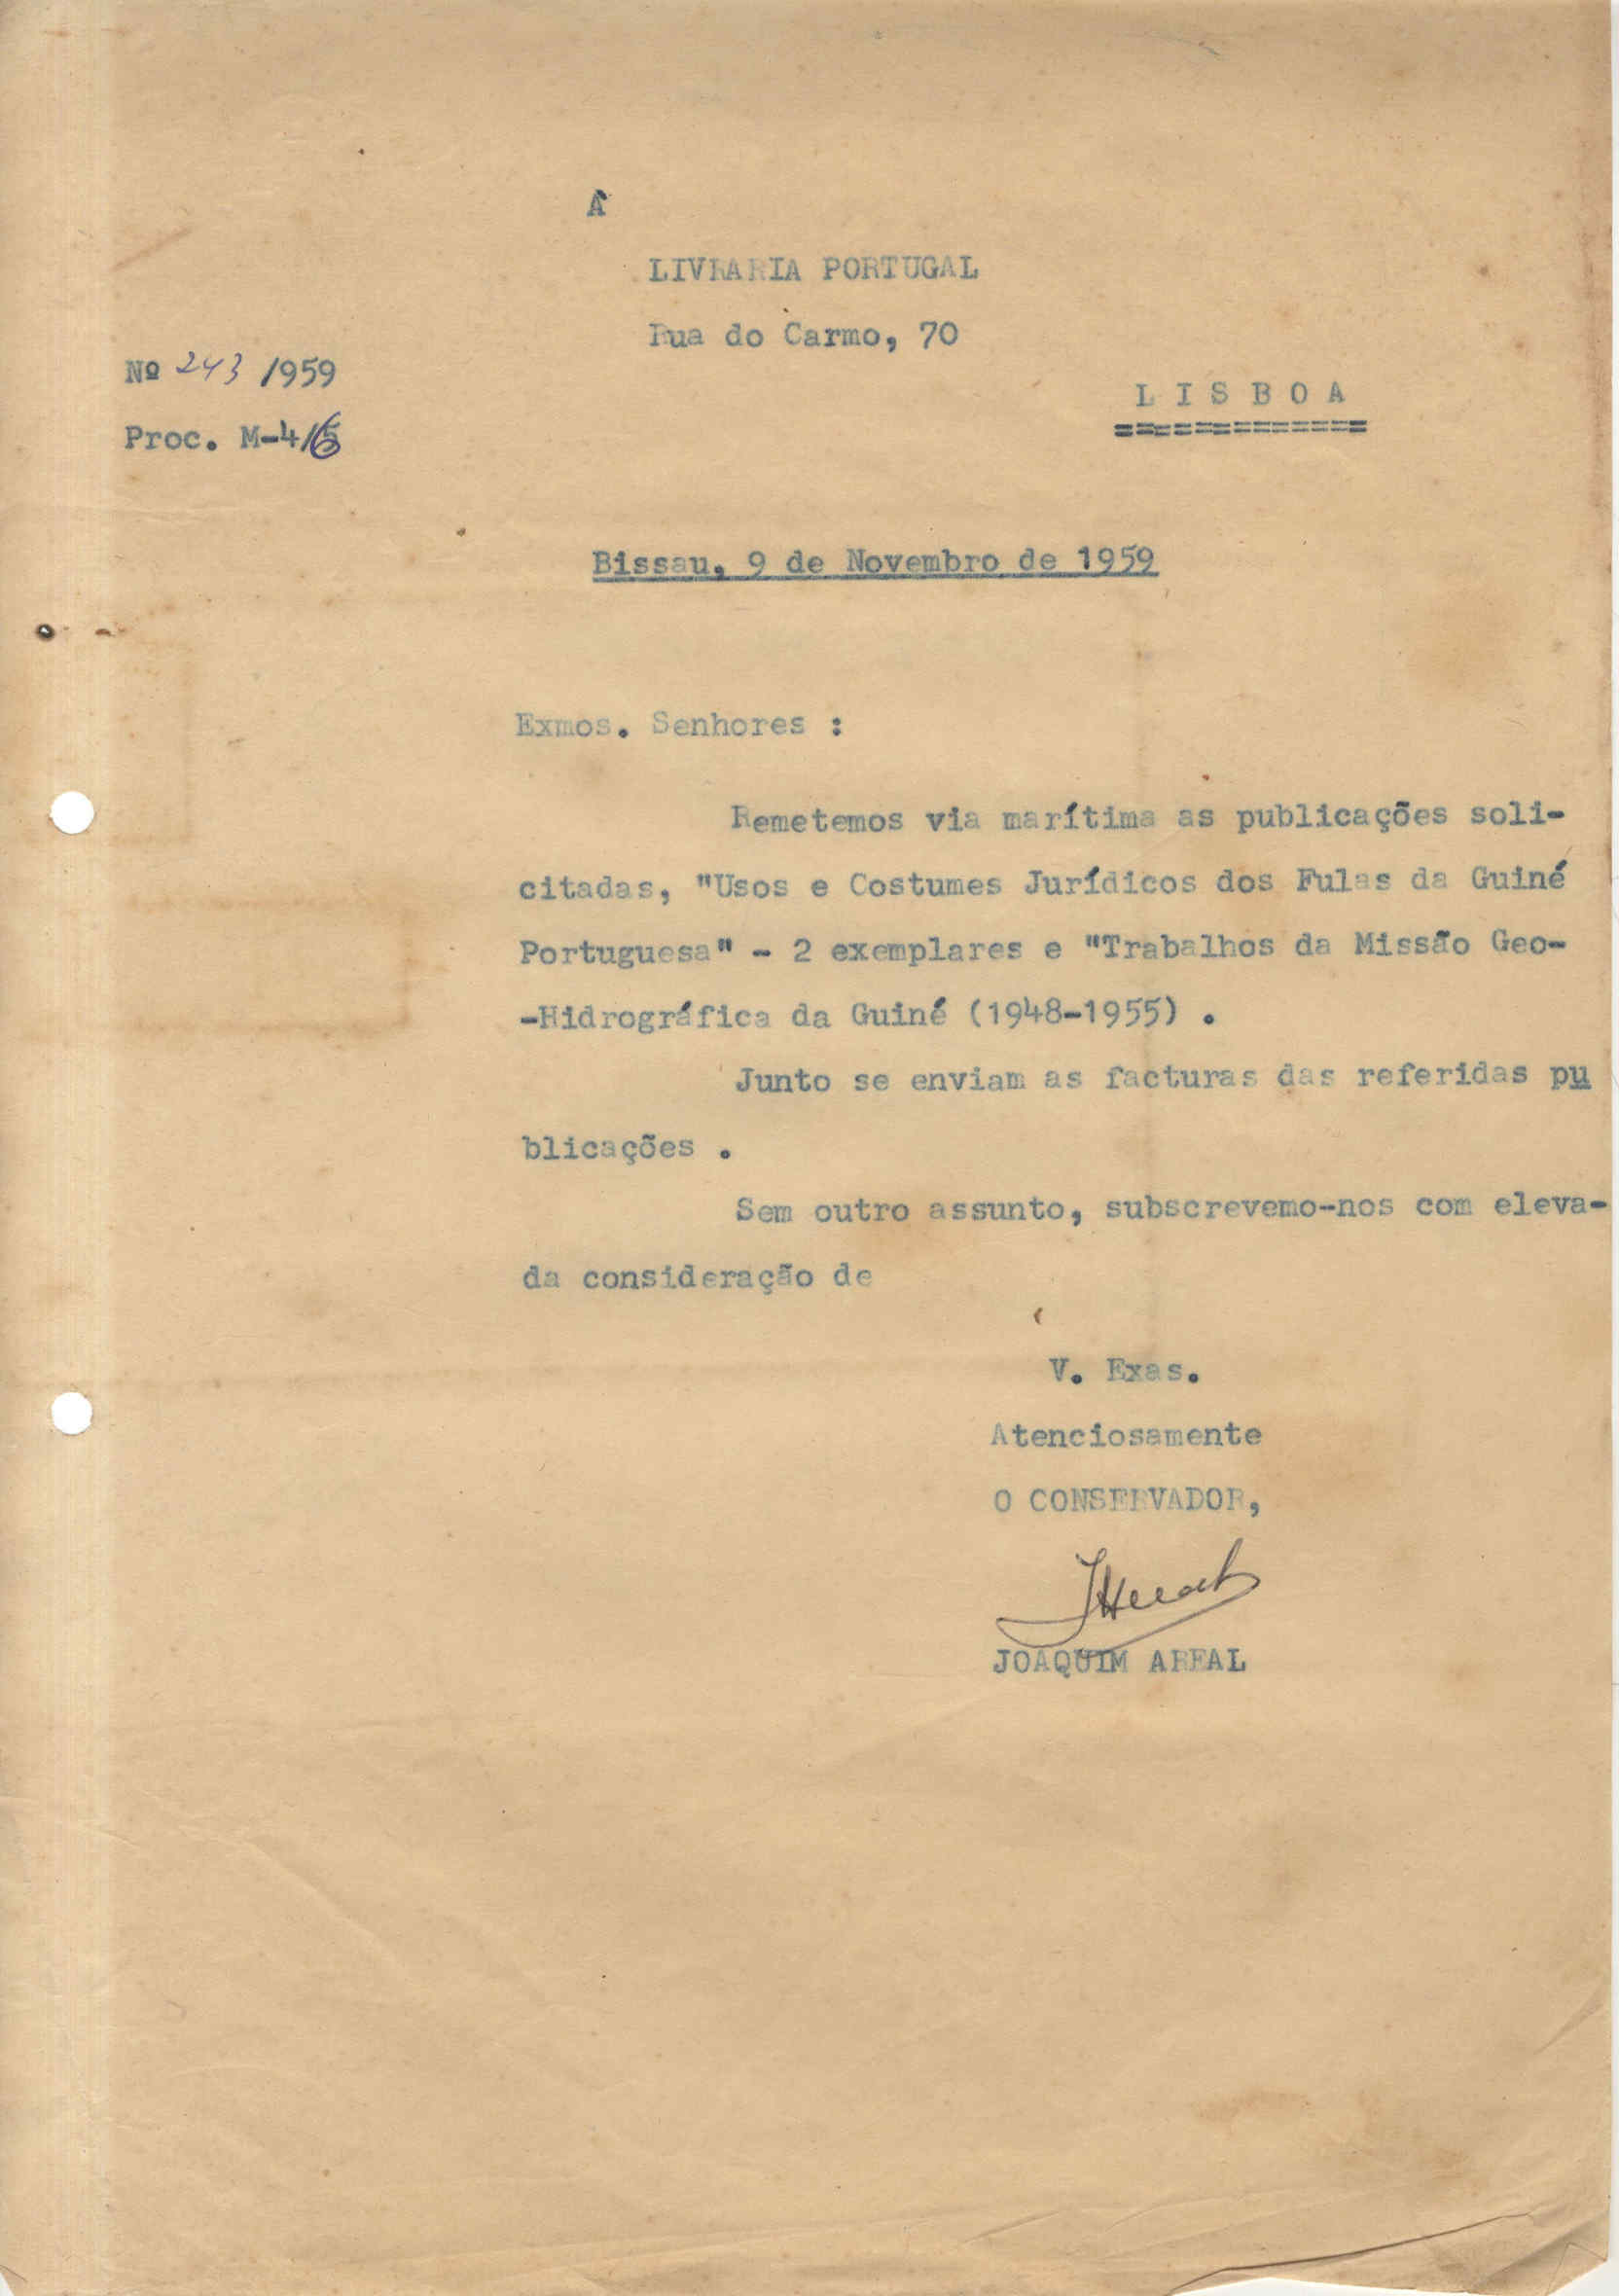 À
LIVRARIA PORTUGAL
Rua do Carmo, 70
Nº 243 /1959
LISBOA
Proc. M-4/6
Bissau, 9 de Novembro de 1959
Exmos. Senhores :
Remetemos via marítima as publicações soli-
citadas, "Usos e Costumes Jurídicos dos Fulas da Guiné
Portuguesa" - 2 exemplares e "Trabalhos da Missão Geo-
-Hidrográfica da Guiné (1948-1955) .
Junto se enviam as facturas das referidas pu
blicações .
Sem outro assunto, subscrevemo-nos com eleva-
da consideração de
V. Exas.
Atenciosamente
O CONSERVADOR,
JOAQUIM AREAL